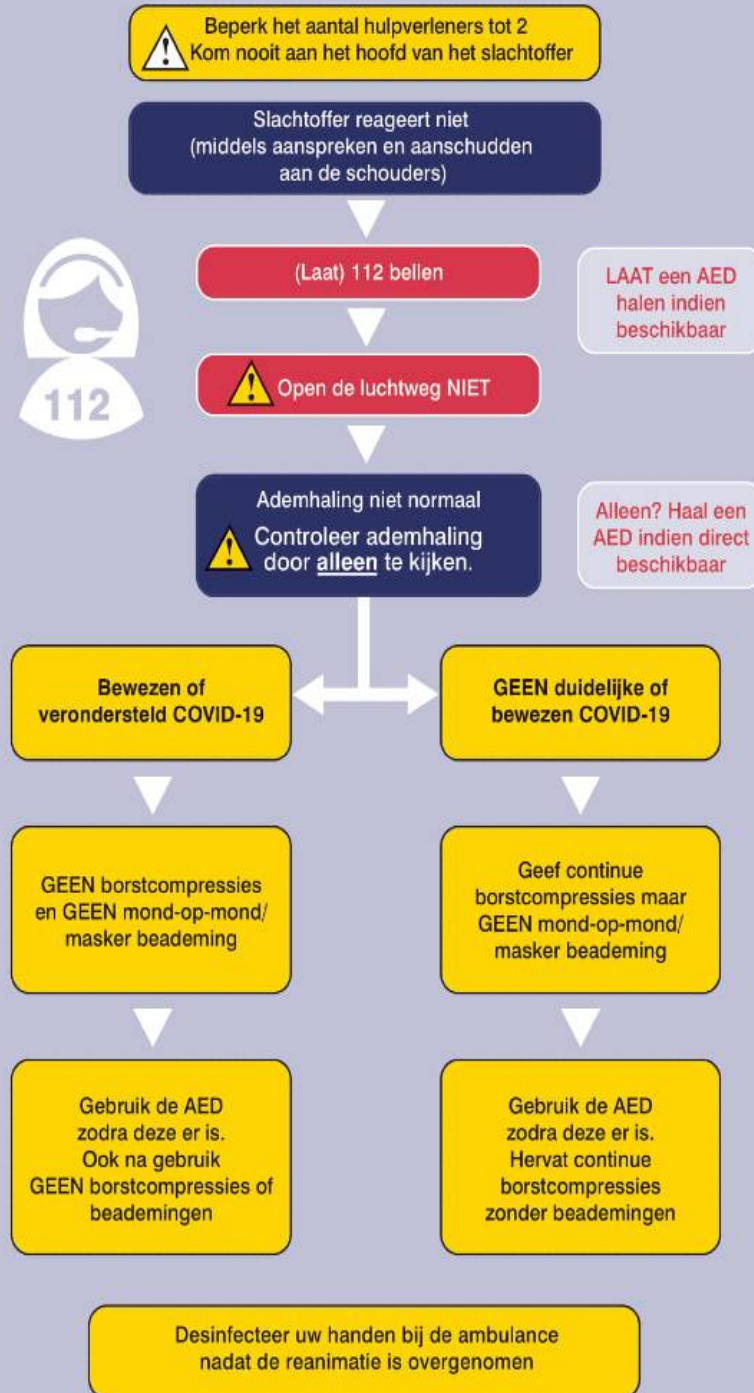 Beperk het aantal hulpverleners tot 2
Kom nooit aan het hoofd van het slachtoffer
Slachtoffer reageert niet
(middels aanspreken en aanschudden
aan de schouders)
(Laat) 112 bellen
LAAT een AED
halen indien
beschikbaar
112
Open de luchtweg NIET
Ademhaling niet normaal
Controleer ademhaling
door alleen te kijken.
Alleen? Haal een
AED indien direct
beschikbaar
Bewezen of
verondersteld COVID-19
GEEN duidelijke of
bewezen COVID-19
GEEN borstcompressies
en GEEN mond-op-mond/
masker beademing
Geef continue
borstcompressies maar
GEEN mond-op-mond/
masker beademing
Gebruik de AED
zodra deze er is.
Ook na gebruik
GEEN borstcompressies of
beademingen
Gebruik de AED
zodra deze er is.
Hervat continue
borstcompressies
zonder beademingen
Desinfecteer uw handen bij de ambulance
nadat de reanimatie is overgenomen